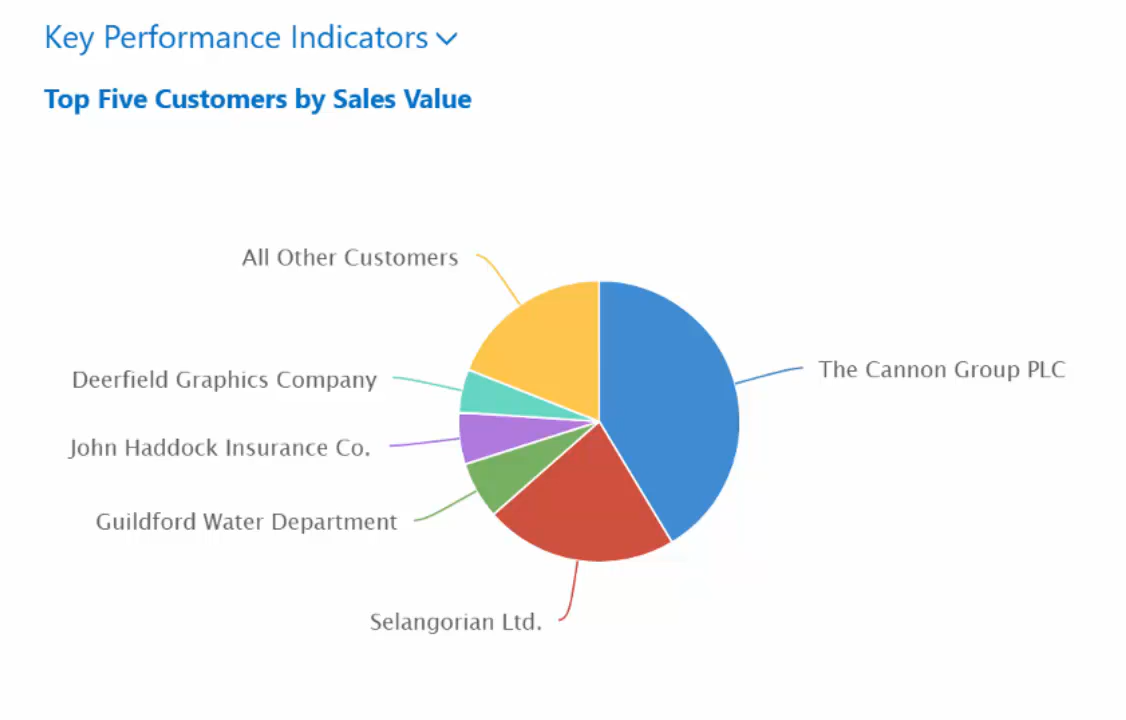 Key Performance Indicators
Top Five Customers by Sales Value
All Other Customers
The Cannon Group PLC
Deerfield Graphics Company
John Haddock Insurance Co.
Guildford Water Department
Selangorian Ltd.